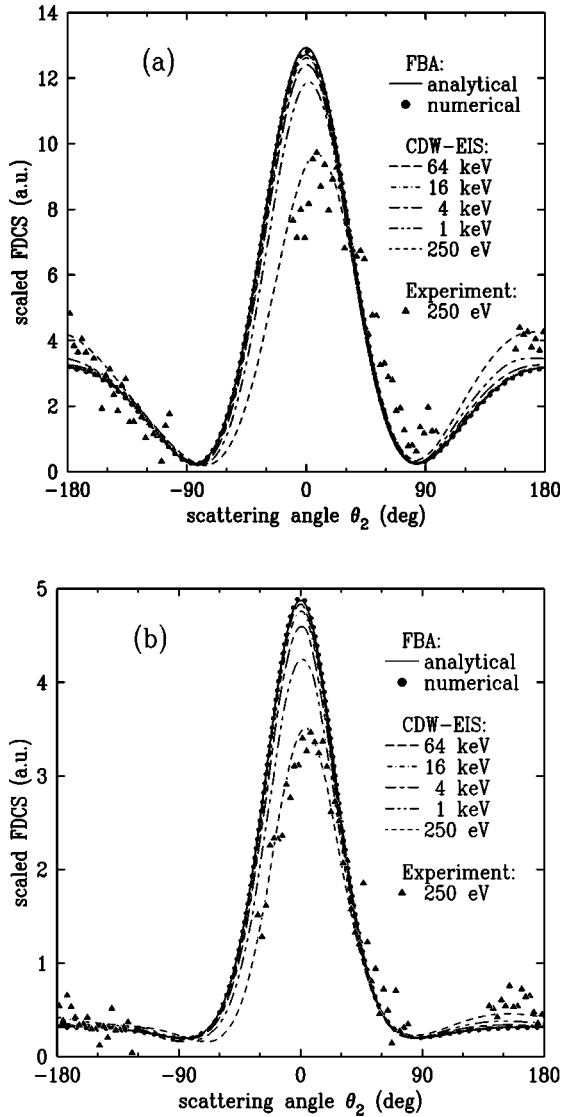 (a)
FBA:
analytical
numerical
CDW-EIS:
64 keV
16 keV
4 keV
1 keV
250 eV
Experiment:
250 eV
scaled FDCS (a.u.)
14
12
10
8
6
4
2
0
-180
-90
0
90
180
scattering angle θ₂ (deg)
(b)
FBA:
analytical
numerical
CDW-EIS:
64 keV
16 keV
4 keV
1 keV
250 eV
Experiment:
250 eV
scaled FDCS (a.u.)
5
4
3
2
1
0
-180
-90
0
90
180
scattering angle θ₂ (deg)